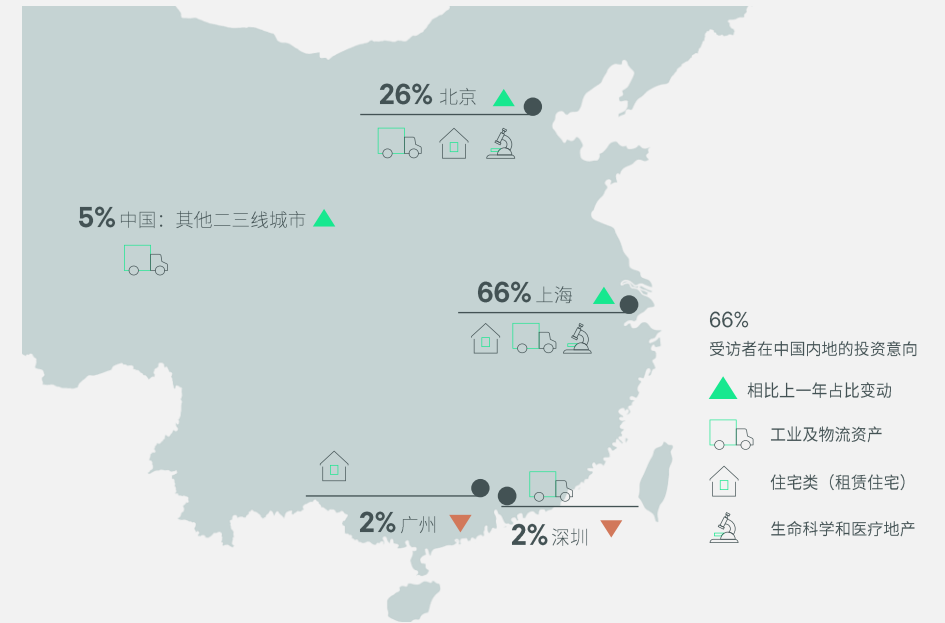 26% 北京
5% 中国：其他二三线城市
66% 上海
2% 广州
2% 深圳
66%
受访者在中国内地的投资意向
相比上一年占比变动
工业及物流资产
住宅类（租赁住宅）
生命科学和医疗地产